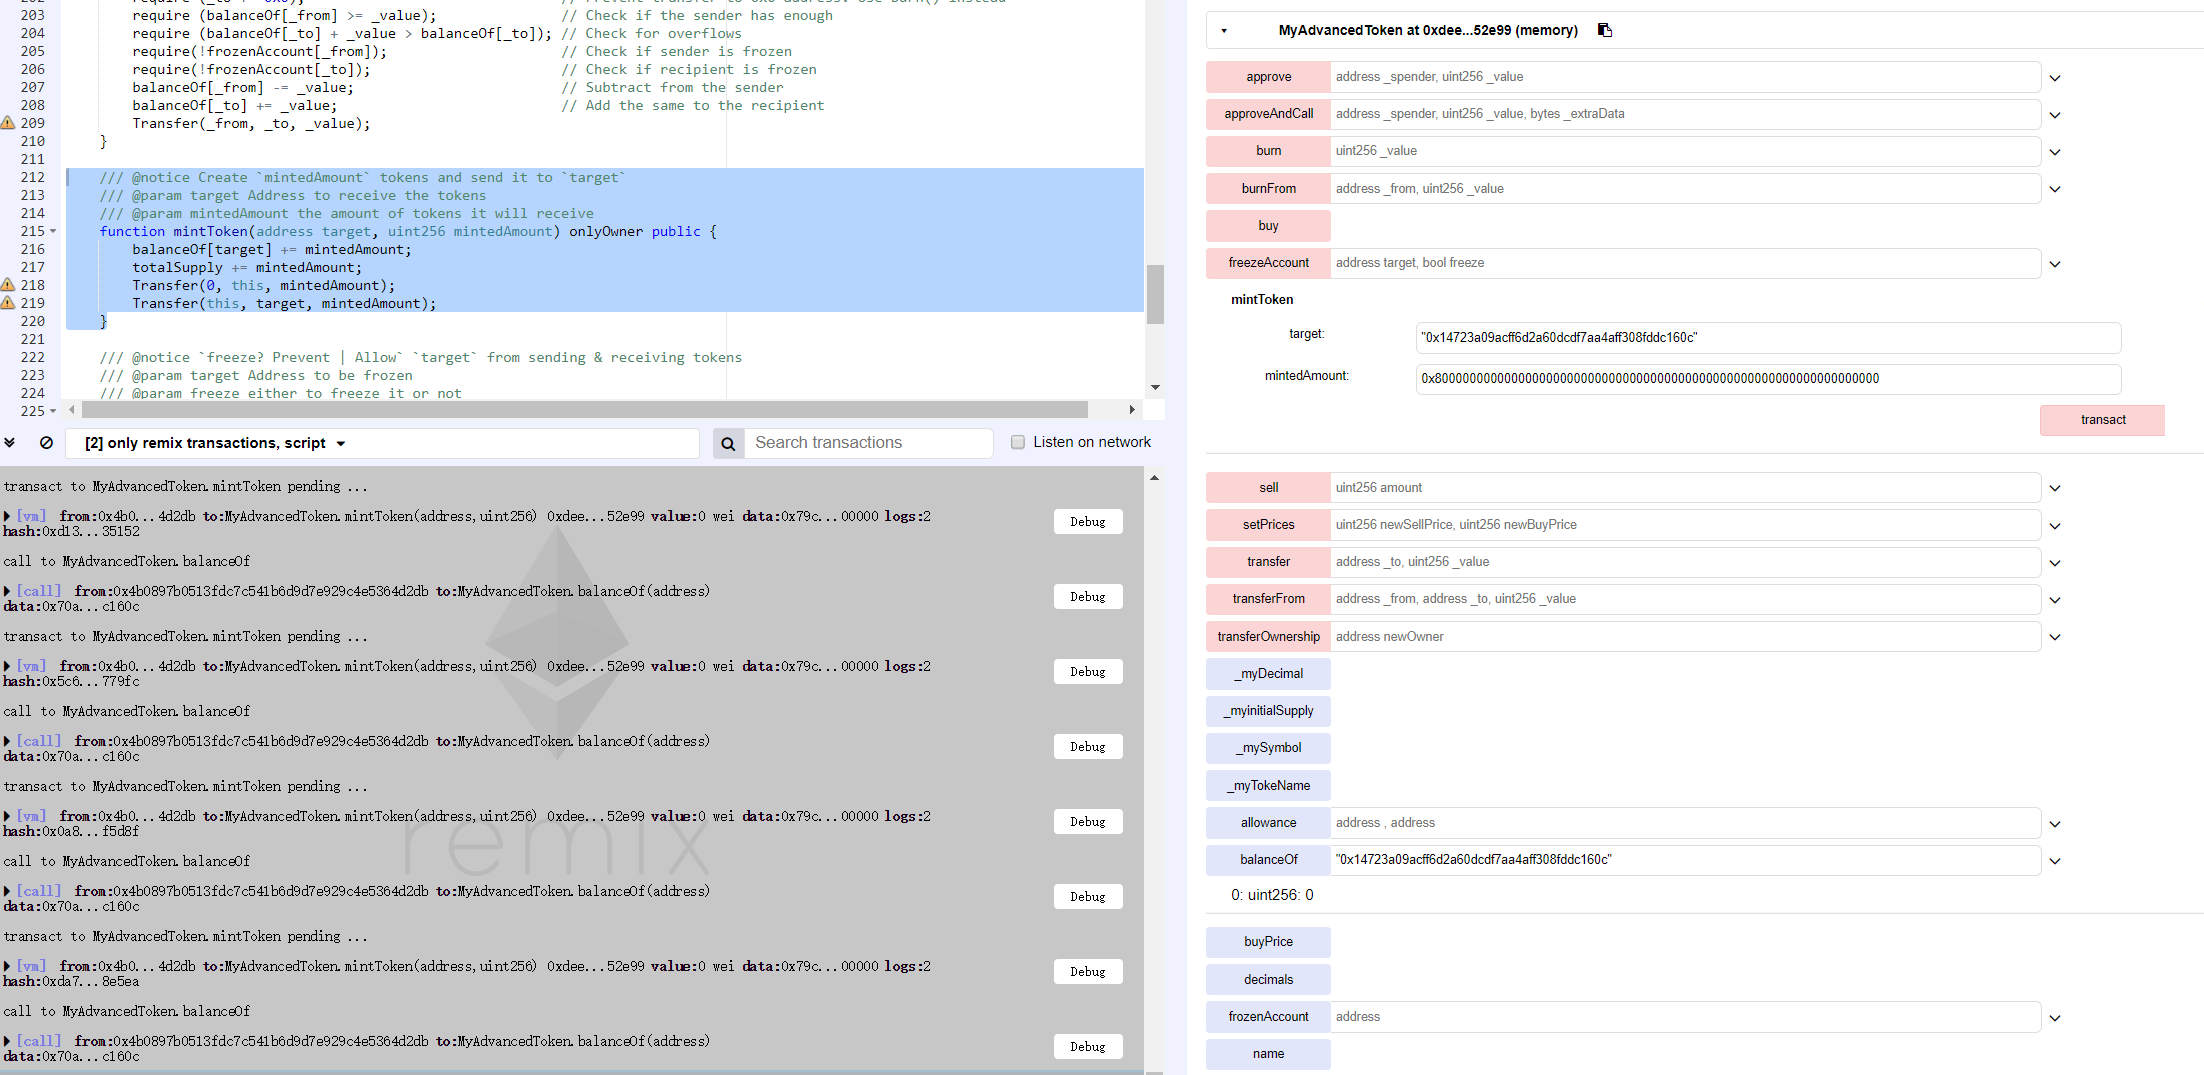 202 require (_to != 0x0); // Prevent transfer to 0x0 address. Use burn() instead
203 require (balanceOf[_from] >= _value); // Check if the sender has enough
204 require (balanceOf[_to] + _value > balanceOf[_to]); // Check for overflows
205 require(!frozenAccount[_from]); // Check if sender is frozen
206 require(!frozenAccount[_to]); // Check if recipient is frozen
207 balanceOf[_from] -= _value; // Subtract from the sender
208 balanceOf[_to] += _value; // Add the same to the recipient
209 Transfer(_from, _to, _value);
210 }
211
212 /// @notice Create `mintedAmount` tokens and send it to `target`
213 /// @param target Address to receive the tokens
214 /// @param mintedAmount the amount of tokens it will receive
215 function mintToken(address target, uint256 mintedAmount) onlyOwner public {
216 balanceOf[target] += mintedAmount;
217 totalSupply += mintedAmount;
218 Transfer(0, this, mintedAmount);
219 Transfer(this, target, mintedAmount);
220 }
221
222 /// @notice `freeze? Prevent | Allow` `target` from sending & receiving tokens
223 /// @param target Address to be frozen
224 /// @param freeze either to freeze it or not
225
[2] only remix transactions, script
Search transactions
Listen on network
transact to MyAdvancedToken.mintToken pending ...
[vm] from:0x4b0...4d2db to:MyAdvancedToken.mintToken(address,uint256) 0xdee...52e99 value:0 wei data:0x79c...00000 logs:2
hash:0xd13...35152
Debug
call to MyAdvancedToken.balanceOf
[call] from:0x4b0897b0513fdc7c541b6d9d7e929c4e5364d2db to:MyAdvancedToken.balanceOf(address)
data:0x70a...c160c
Debug
transact to MyAdvancedToken.mintToken pending ...
[vm] from:0x4b0...4d2db to:MyAdvancedToken.mintToken(address,uint256) 0xdee...52e99 value:0 wei data:0x79c...00000 logs:2
hash:0x5c6...779fc
Debug
call to MyAdvancedToken.balanceOf
[call] from:0x4b0897b0513fdc7c541b6d9d7e929c4e5364d2db to:MyAdvancedToken.balanceOf(address)
data:0x70a...c160c
Debug
transact to MyAdvancedToken.mintToken pending ...
[vm] from:0x4b0...4d2db to:MyAdvancedToken.mintToken(address,uint256) 0xdee...52e99 value:0 wei data:0x79c...00000 logs:2
hash:0x0a8...f5d8f
Debug
remix
call to MyAdvancedToken.balanceOf
[call] from:0x4b0897b0513fdc7c541b6d9d7e929c4e5364d2db to:MyAdvancedToken.balanceOf(address)
data:0x70a...c160c
Debug
transact to MyAdvancedToken.mintToken pending ...
[vm] from:0x4b0...4d2db to:MyAdvancedToken.mintToken(address,uint256) 0xdee...52e99 value:0 wei data:0x79c...00000 logs:2
hash:0xda7...8e5ea
Debug
call to MyAdvancedToken.balanceOf
[call] from:0x4b0897b0513fdc7c541b6d9d7e929c4e5364d2db to:MyAdvancedToken.balanceOf(address)
data:0x70a...c160c
Debug
MyAdvancedToken at 0xdee...52e99 (memory)
approve address _spender, uint256 _value
approveAndCall address _spender, uint256 _value, bytes _extraData
burn uint256 _value
burnFrom address _from, uint256 _value
buy
freezeAccount address target, bool freeze
mintToken
target: "0x14723a09acff6d2a60dcdf7aa4aff308fddc160c"
mintedAmount: 0x8000000000000000000000000000000000000000000000000000000000000000
transact
sell uint256 amount
setPrices uint256 newSellPrice, uint256 newBuyPrice
transfer address _to, uint256 _value
transferFrom address _from, address _to, uint256 _value
transferOwnership address newOwner
_myDecimal
_myinitialSupply
_mySymbol
_myTokeName
allowance address , address
balanceOf "0x14723a09acff6d2a60dcdf7aa4aff308fddc160c"
0: uint256: 0
buyPrice
decimals
frozenAccount address
name